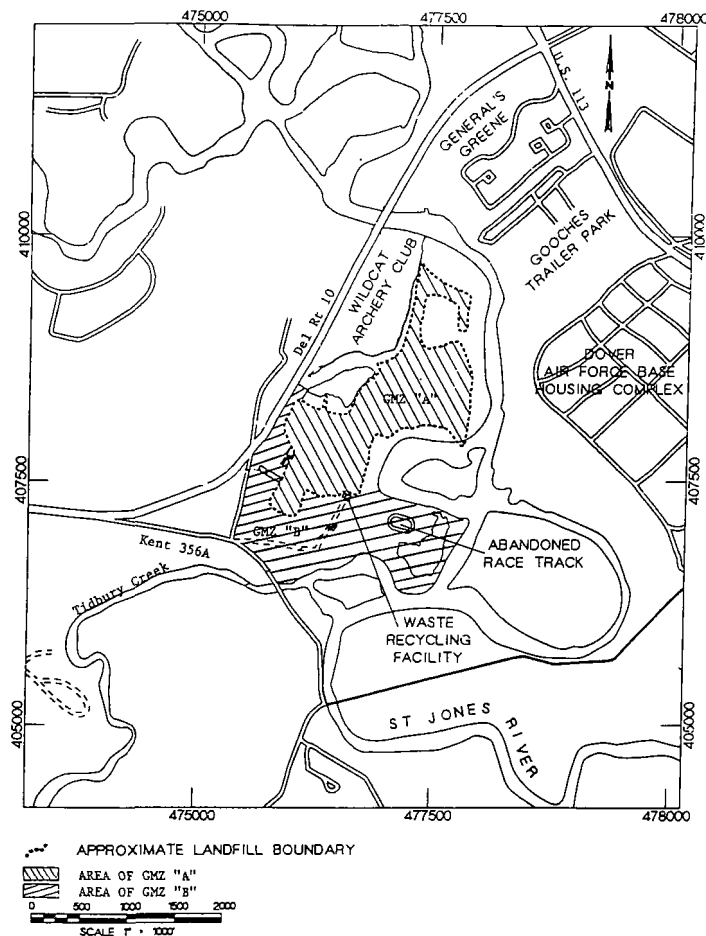 475000
477500
478000
U.S. 113
N
GENERAL'S
GREENE
GOOCHES
TRAILER PARK
410000
410000
WILDCAT
ARCHERY CLUB
Del Rt 10
DOVER
AIR FORCE BASE
HOUSING COMPLEX
GMZ "A"
407500
407500
GMZ "B"
Kent 356A
ABANDONED
RACE TRACK
Tidbury Creek
WASTE
RECYCLING
FACILITY
ST JONES RIVER
405000
405000
475000
477500
478000
APPROXIMATE LANDFILL BOUNDARY
AREA OF GMZ "A"
AREA OF GMZ "B"
0 500 1000 1500 2000
SCALE 1" = 1000'